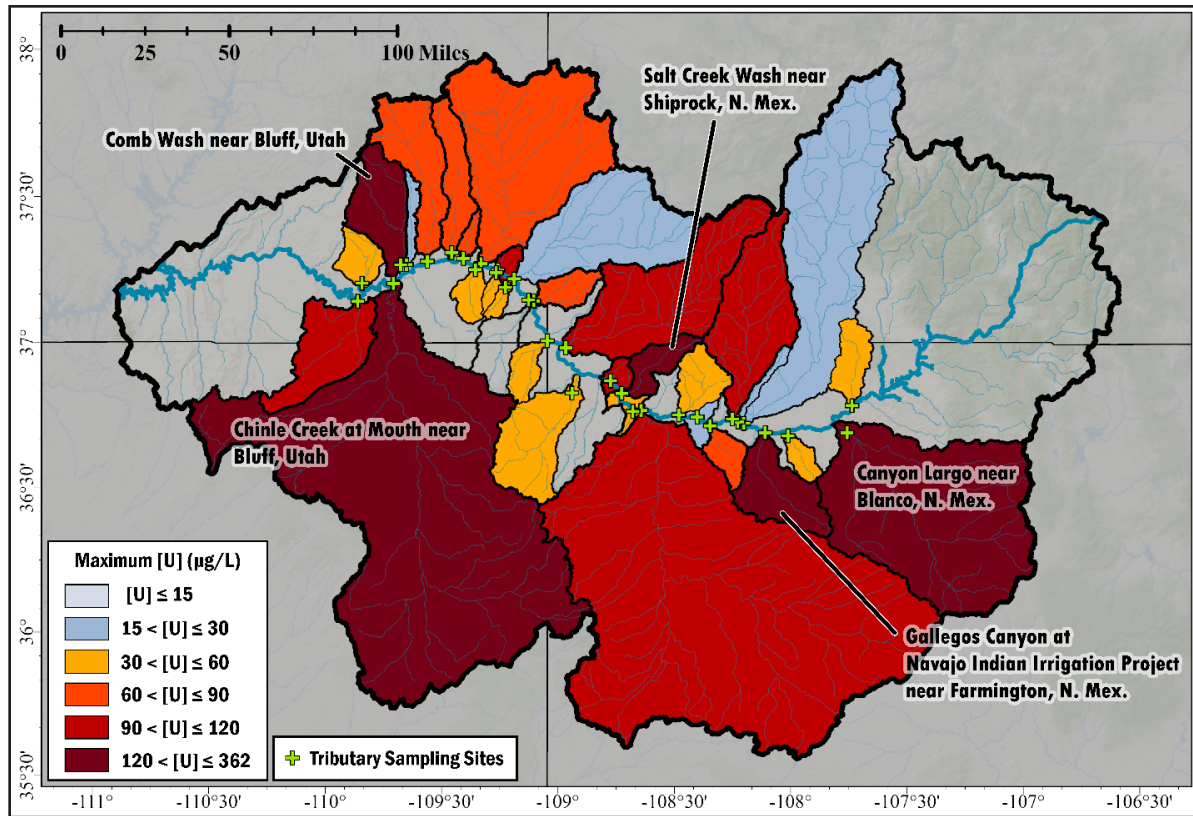 0 25 50 100 Miles
38°
37°30'
37°
36°30'
36°
35°30'
Salt Creek Wash near
Shiprock, N. Mex.
Comb Wash near Bluff, Utah
Chinle Creek at Mouth near
Bluff, Utah
Canyon Largo near
Blanco, N. Mex.
Gallegos Canyon at
Navajo Indian Irrigation Project
near Farmington, N. Mex.
Maximum [U] (µg/L)
[U] ≤ 15
15 < [U] ≤ 30
30 < [U] ≤ 60
60 < [U] ≤ 90
90 < [U] ≤ 120
120 < [U] ≤ 362
Tributary Sampling Sites
-111° -110°30' -110° -109°30' -109° -108°30' -108° -107°30' -107° -106°30'